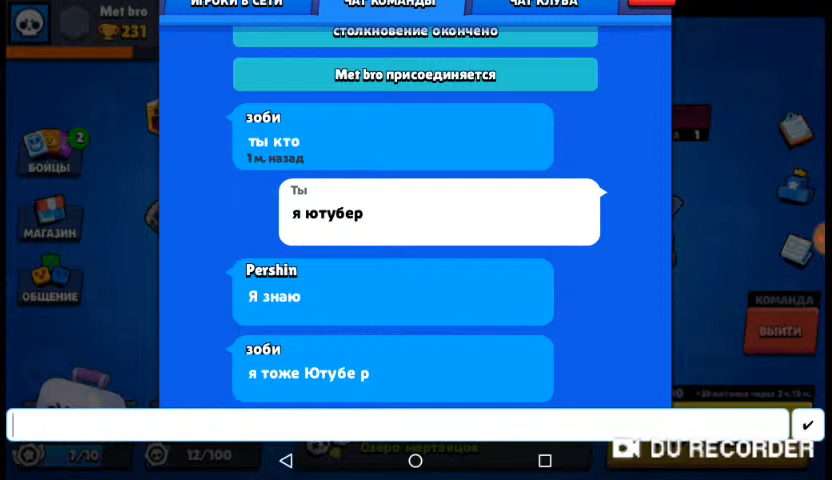 Met bro
231
ИГРОКИ В СЕТИ
ЧАТ КОМАНДЫ
ЧАТ КЛУБА
столкновение окончено
Met bro присоединяется
зоби
ты кто
1 м. назад
Ты
я ютубер
Pershin
Я знаю
зоби
я тоже Ютубе р
2
БОЙЦЫ
МАГАЗИН
ОБЩЕНИЕ
1
КОМАНДА
ВЫЙТИ
12/100
Озеро мертвецов
DU RECORDER